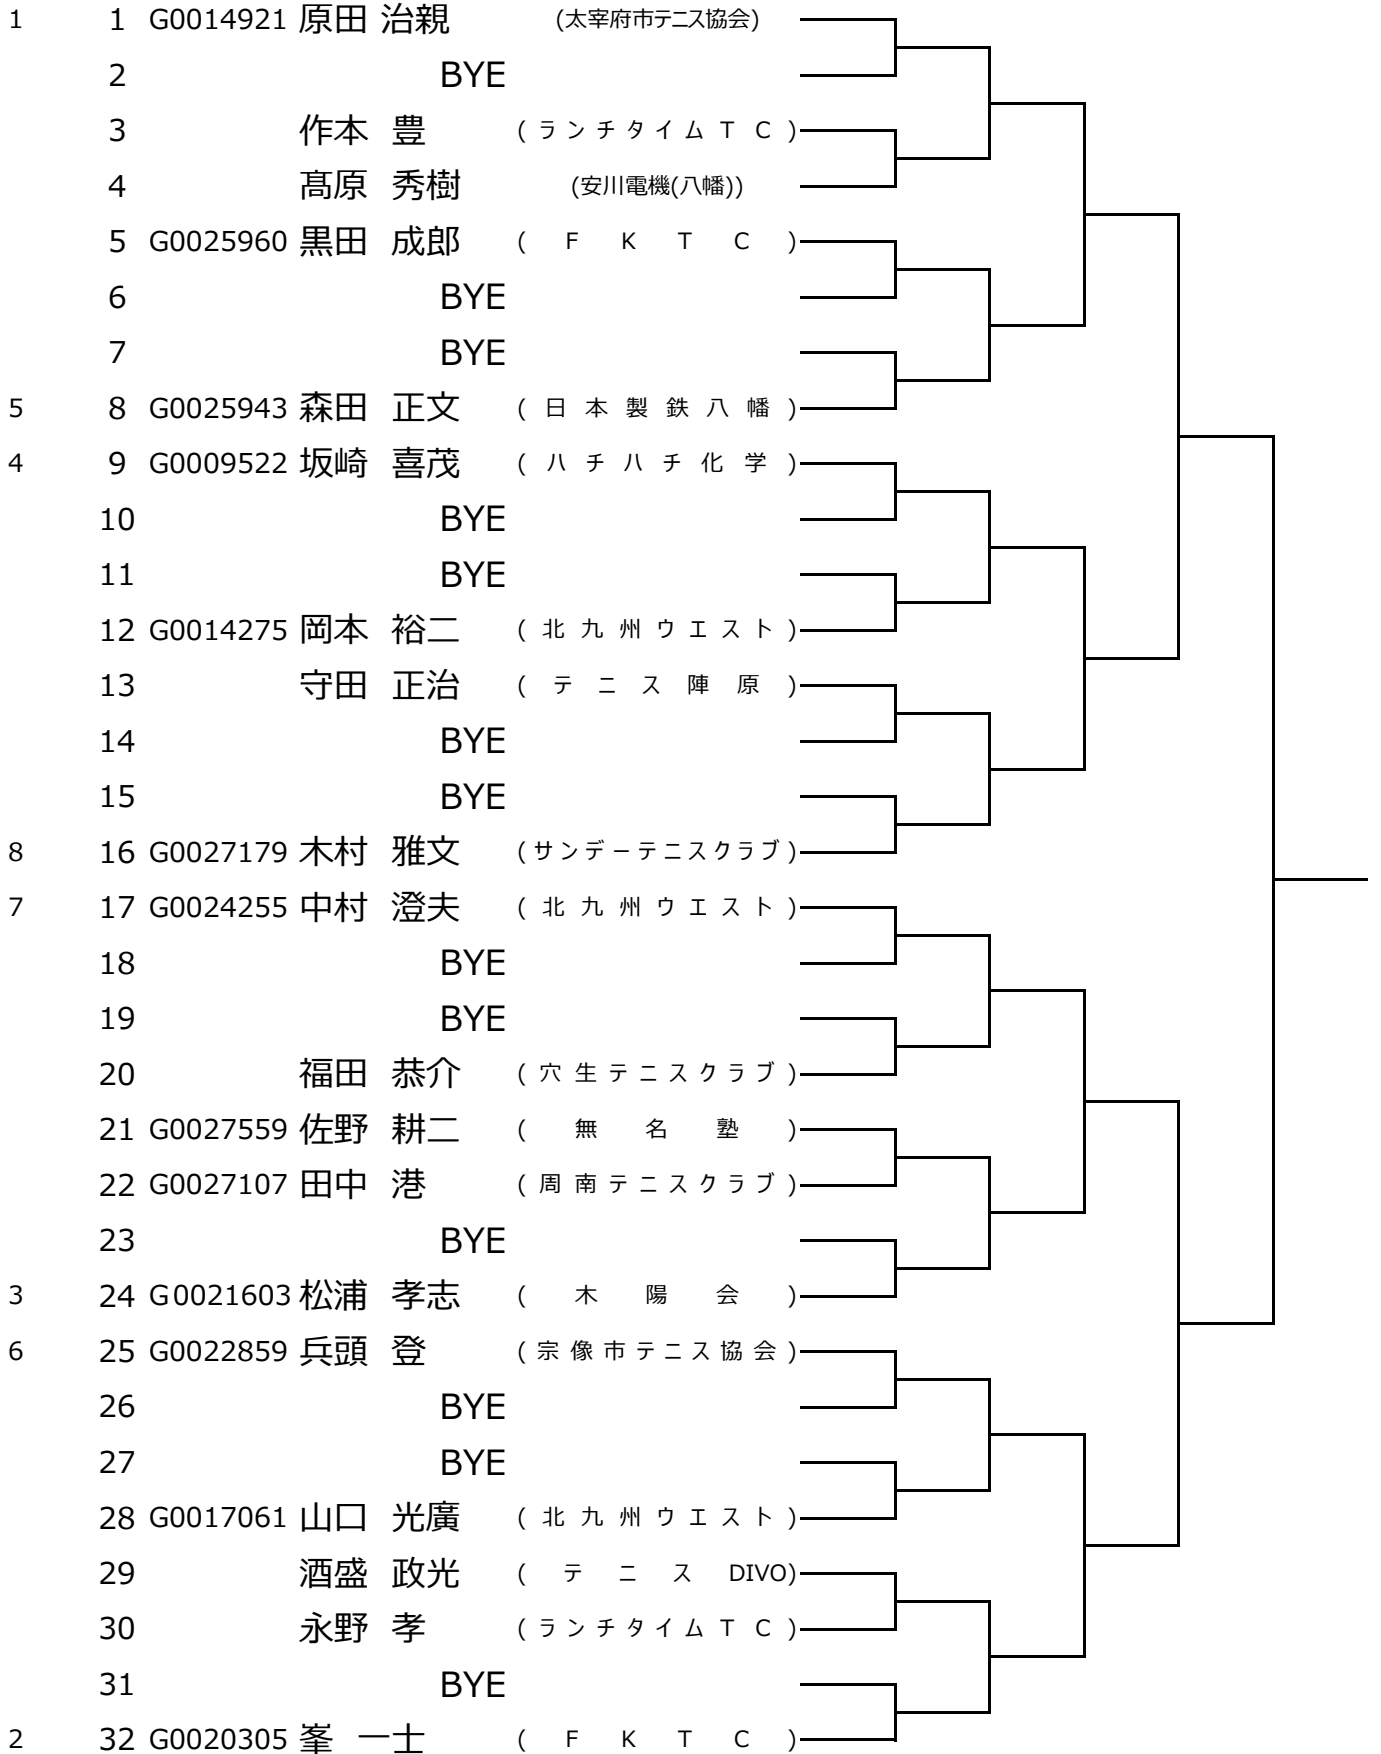 1 1 G0014921 原田 治親 (太宰府市テニス協会)
2 BYE
3 作本 豊 (ランチタイムTC)
4 髙原 秀樹 (安川電機(八幡))
5 G0025960 黒田 成郎 (FKTC)
6 BYE
7 BYE
5 8 G0025943 森田 正文 (日本製鉄八幡)
4 9 G0009522 坂崎 喜茂 (ハチハチ化学)
10 BYE
11 BYE
12 G0014275 岡本 裕二 (北九州ウエスト)
13 守田 正治 (テニス陣原)
14 BYE
15 BYE
8 16 G0027179 木村 雅文 (サンデーテニスクラブ)
7 17 G0024255 中村 澄夫 (北九州ウエスト)
18 BYE
19 BYE
20 福田 恭介 (穴生テニスクラブ)
21 G0027559 佐野 耕二 (無名塾)
22 G0027107 田中 港 (周南テニスクラブ)
23 BYE
3 24 G0021603 松浦 孝志 (木陽会)
6 25 G0022859 兵頭 登 (宗像市テニス協会)
26 BYE
27 BYE
28 G0017061 山口 光廣 (北九州ウエスト)
29 酒盛 政光 (テニスDIVO)
30 永野 孝 (ランチタイムTC)
31 BYE
2 32 G0020305 峯 一士 (FKTC)